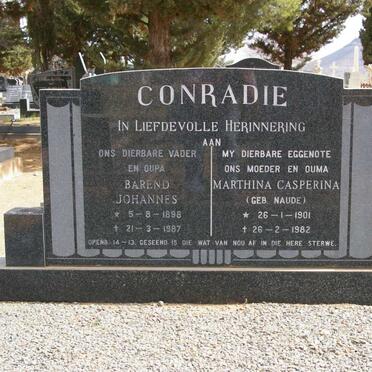 CONRADIE
IN LIEFDEVOLLE HERINNERING
AAN
ONS DIERBARE VADER
EN OUPA
BAREND
JOHANNES
★ 5-8-1898
✝ 21-3-1987
MY DIERBARE EGGENOTE
ONS MOEDER EN OUMA
MARTHINA CASPERINA
(GEB. NAUDE)
★ 26-1-1901
✝ 26-2-1982
OPENB. 14-13. GESEEND IS DIE WAT VAN NOU AF IN DIE HERE STERWE.